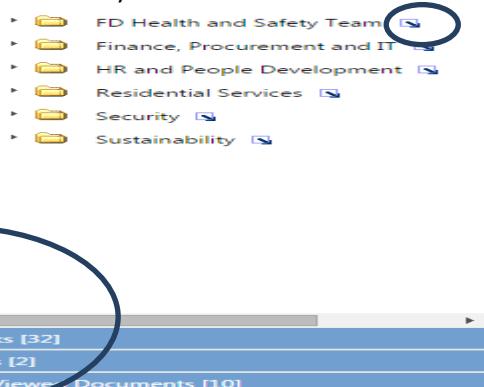 FD Health and Safety Team
Finance, Procurement and IT
HR and People Development
Residential Services
Security
Sustainability
[32]
[2]
Viewed Documents [10]